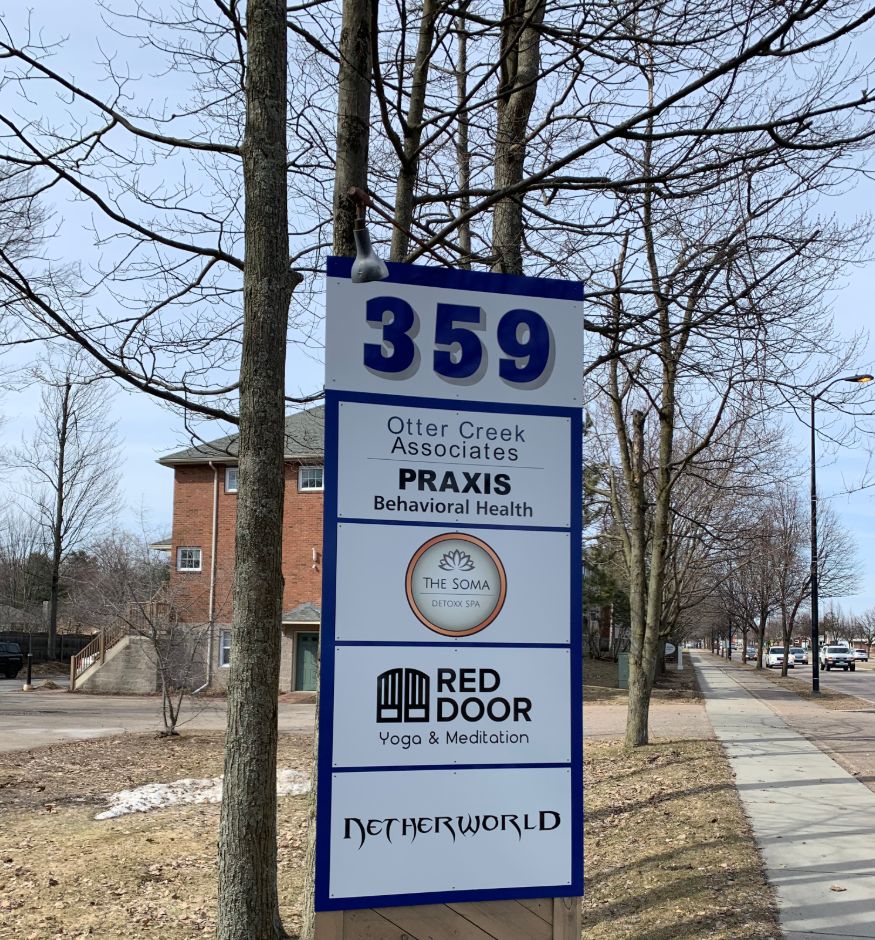 359
Otter Creek
Associates
PRAXIS
Behavioral Health
THE SOMA
DETOXX SPA
RED
DOOR
Yoga & Meditation
NETHERWORLD